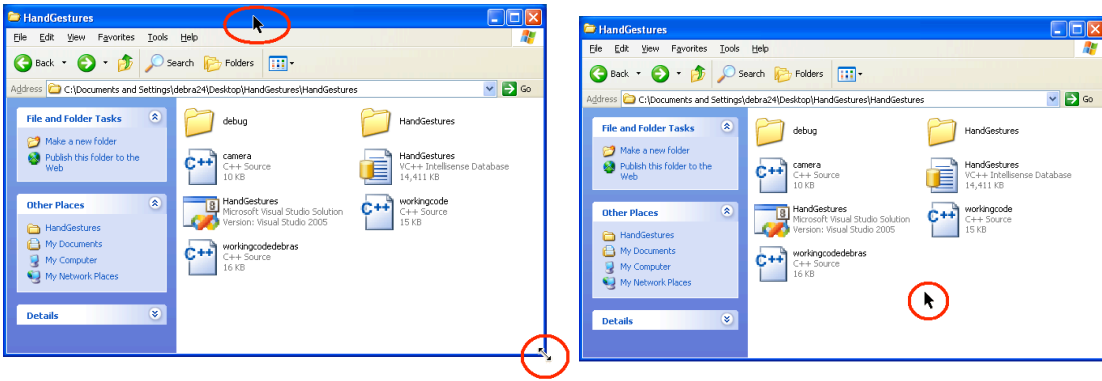 HandGestures
File Edit View Favorites Tools Help
Back Search Folders
Address C:\Documents and Settings\debra24\Desktop\HandGestures\HandGestures Go
File and Folder Tasks
Make a new folder
Publish this folder to the
Web
Other Places
HandGestures
My Documents
My Computer
My Network Places
Details
debug
HandGestures
camera
C++ Source
10 KB
HandGestures
VC++ Intellisense Database
14,411 KB
HandGestures
Microsoft Visual Studio Solution
Version: Visual Studio 2005
workingcode
C++ Source
15 KB
workingcodedebras
C++ Source
16 KB
HandGestures
File Edit View Favorites Tools Help
Back Search Folders
Address C:\Documents and Settings\debra24\Desktop\HandGestures\HandGestures Go
File and Folder Tasks
Make a new folder
Publish this folder to the
Web
Other Places
HandGestures
My Documents
My Computer
My Network Places
Details
debug
HandGestures
camera
C++ Source
10 KB
HandGestures
VC++ Intellisense Database
14,411 KB
HandGestures
Microsoft Visual Studio Solution
Version: Visual Studio 2005
workingcode
C++ Source
15 KB
workingcodedebras
C++ Source
16 KB